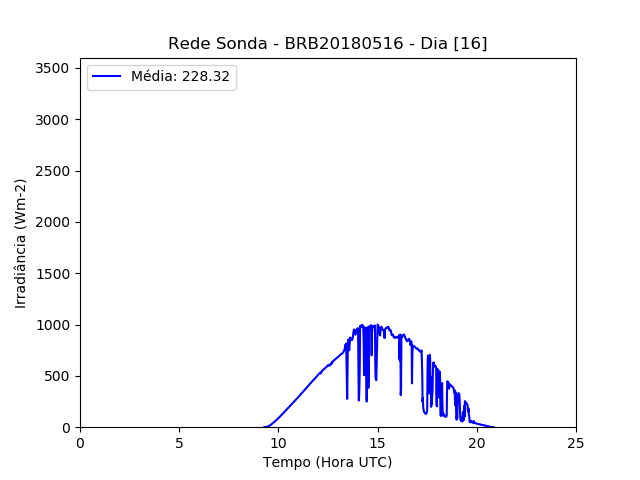 Rede Sonda - BRB20180516 - Dia [16]
Média: 228.32
3500
3000
2500
2000
1500
1000
500
0
Irradiância (Wm-2)
0 5 10 15 20 25
Tempo (Hora UTC)